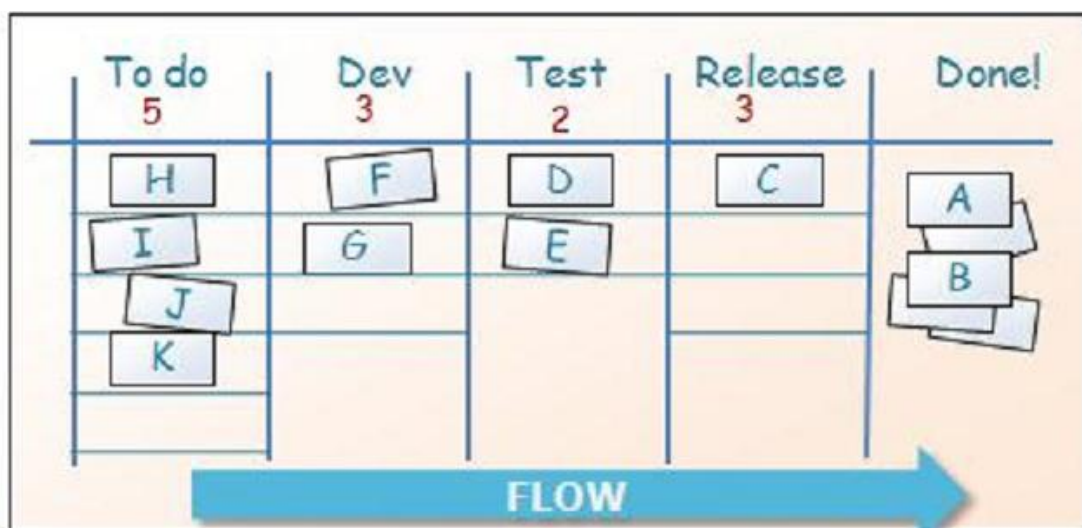 To do Dev Test Release Done!
5 3 2 3
H F D C A
I G E B
J
K
FLOW